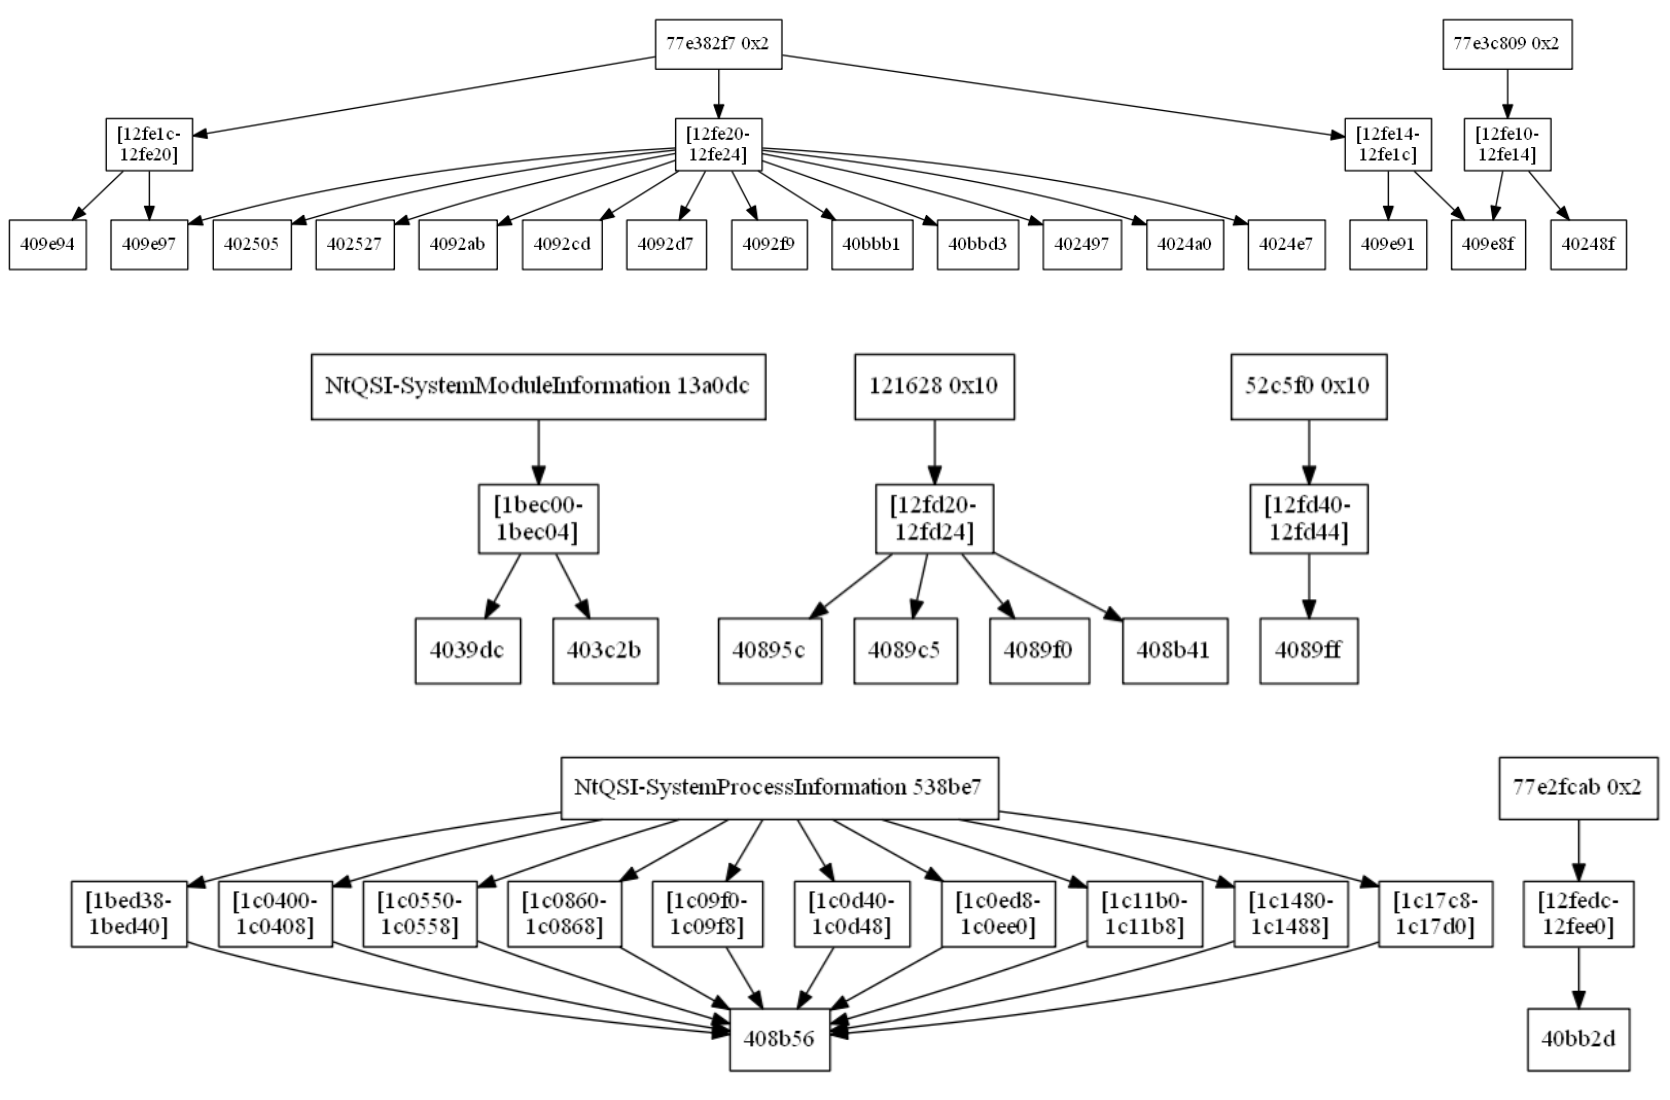 77e382f7 0x2
77e3c809 0x2
[12fe1c-
12fe20]
[12fe20-
12fe24]
[12fe14-
12fe1c]
[12fe10-
12fe14]
409e94
409e97
402505
402527
4092ab
4092cd
4092d7
4092f9
40bbb1
40bbd3
402497
4024a0
4024e7
409e91
409e8f
40248f
NtQSI-SystemModuleInformation 13a0dc
121628 0x10
52c5f0 0x10
[1bec00-
1bec04]
[12fd20-
12fd24]
[12fd40-
12fd44]
4039dc
403c2b
40895c
4089c5
4089f0
408b41
4089ff
NtQSI-SystemProcessInformation 538be7
77e2fcab 0x2
[1bed38-
1bed40]
[1c0400-
1c0408]
[1c0550-
1c0558]
[1c0860-
1c0868]
[1c09f0-
1c09f8]
[1c0d40-
1c0d48]
[1c0ed8-
1c0ee0]
[1c11b0-
1c11b8]
[1c1480-
1c1488]
[1c17c8-
1c17d0]
[12fedc-
12fee0]
408b56
40bb2d